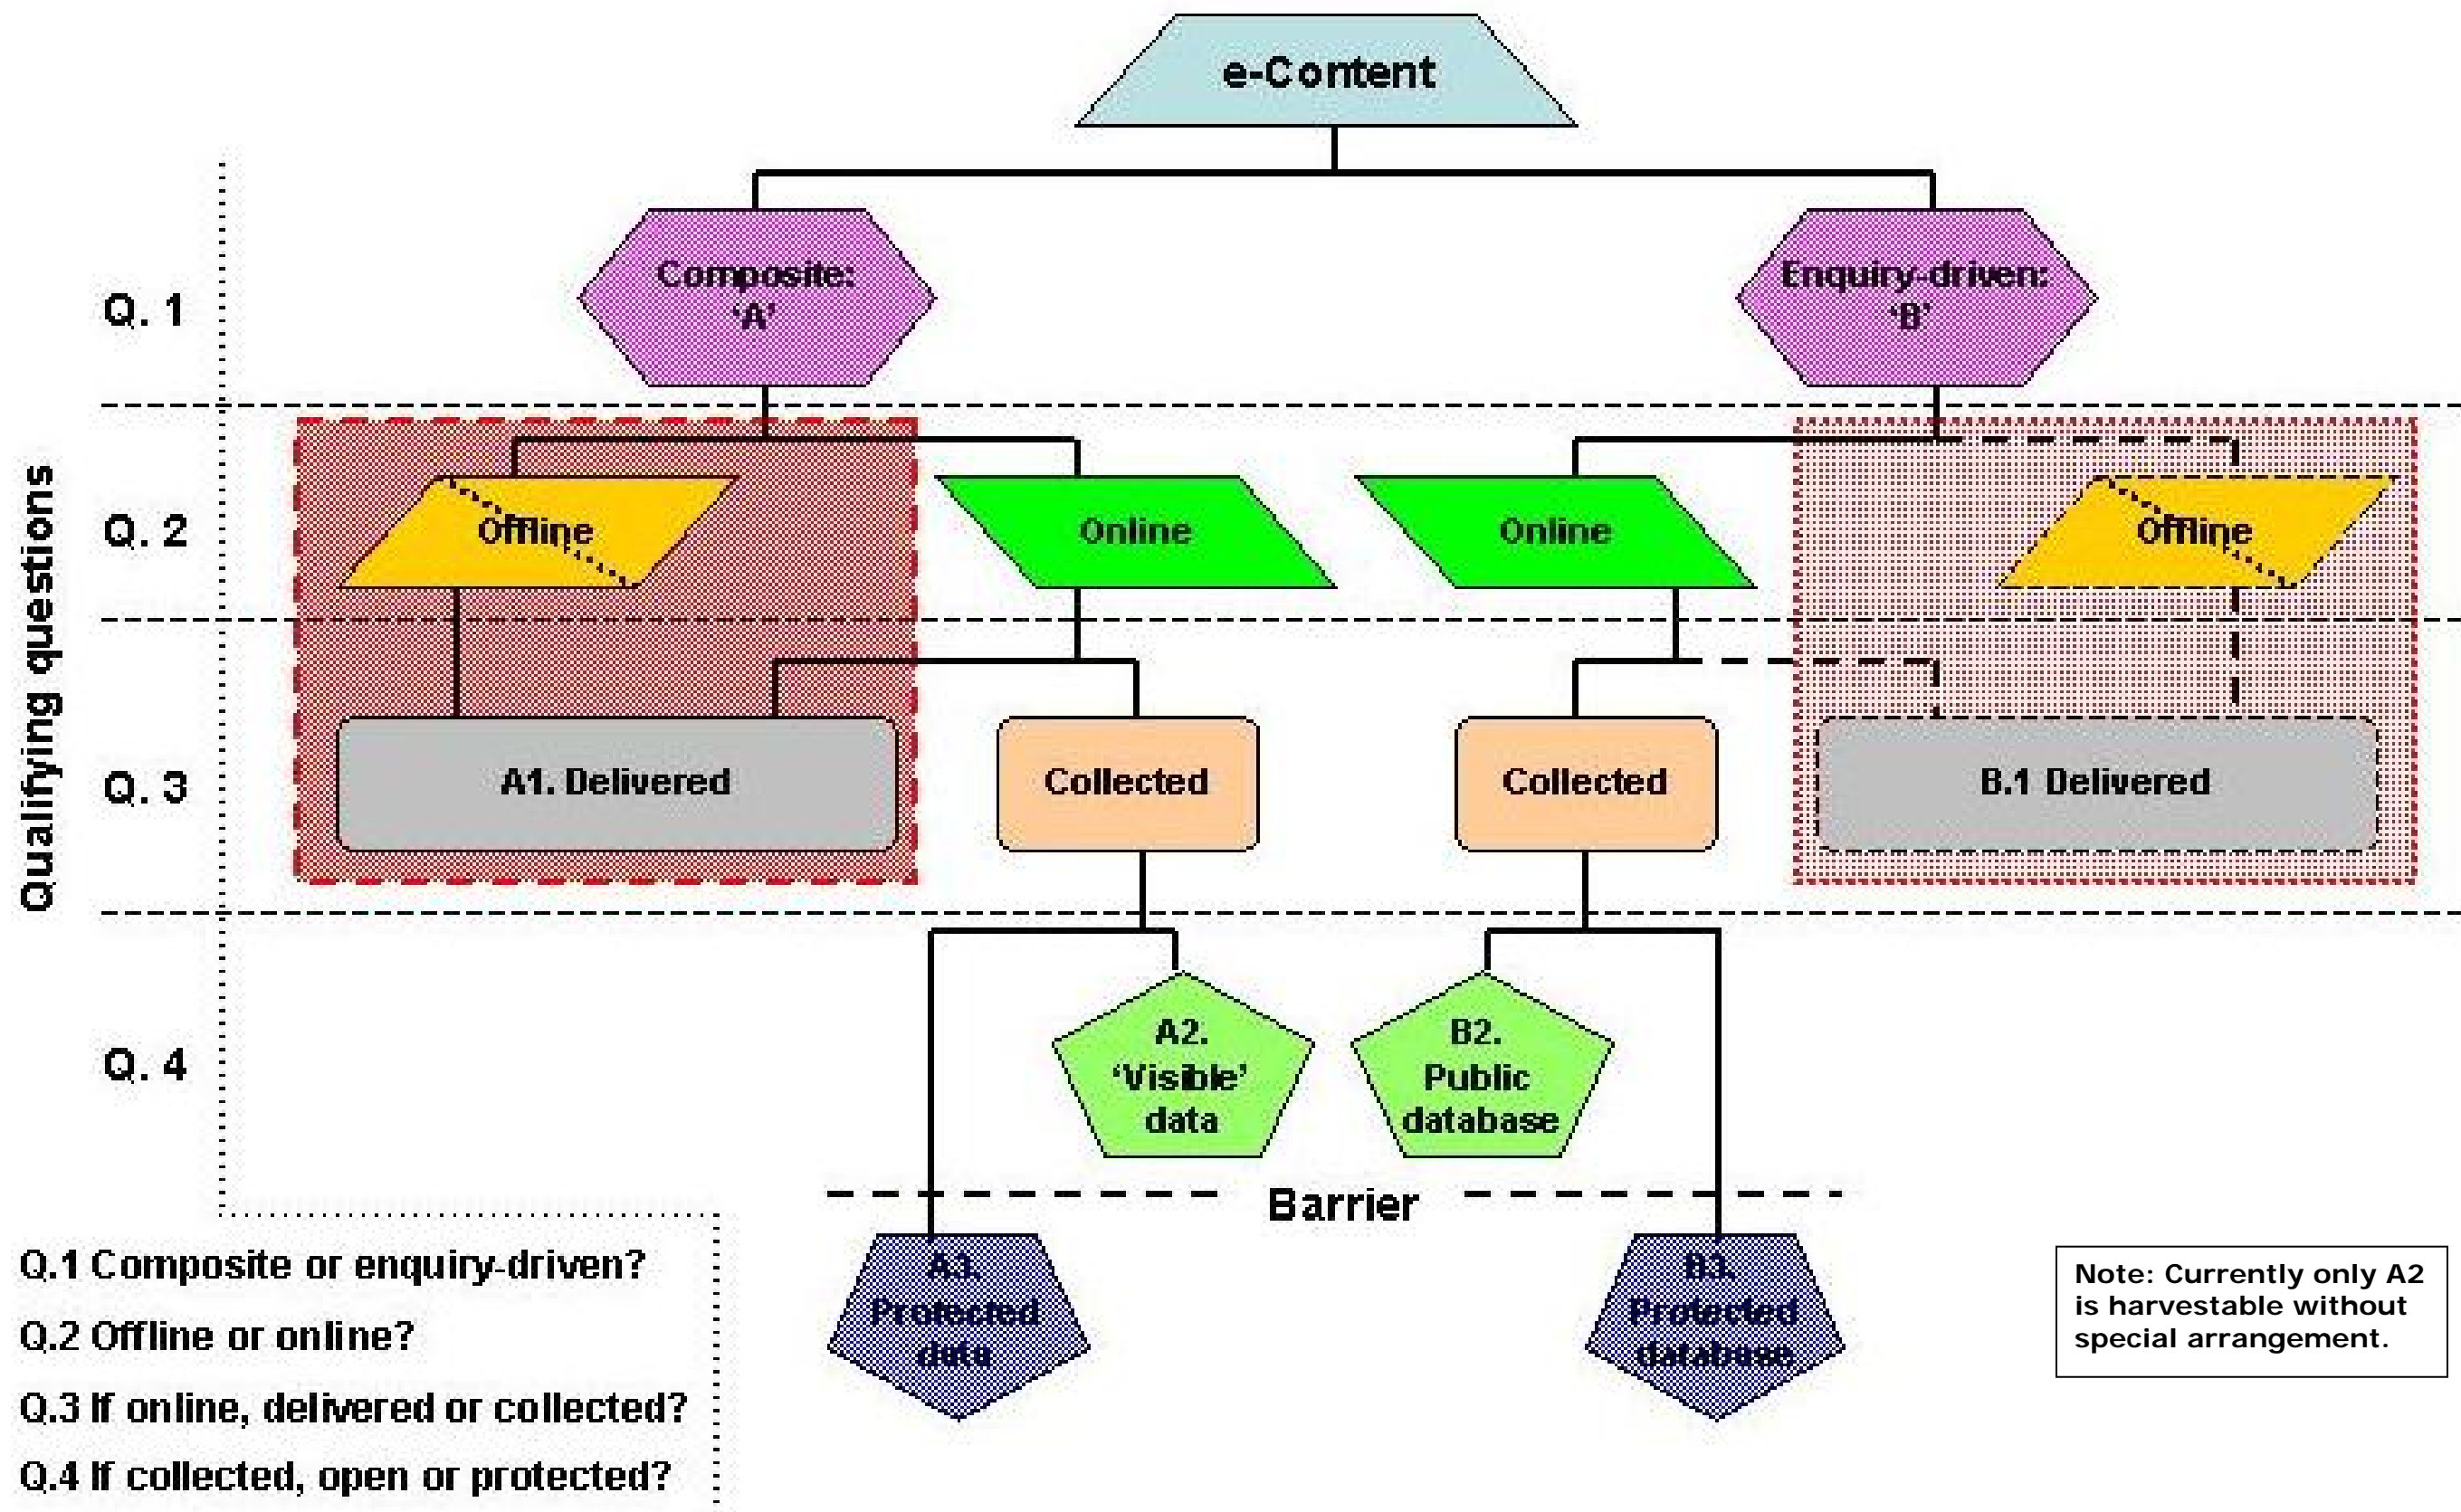 e-Content
Qualifying questions
Q. 1
Composite:
‘A’
Enquiry-driven:
‘B’
Q. 2
Offline
Online
Online
Offline
Q. 3
A1. Delivered
Collected
Collected
B.1 Delivered
Q. 4
A2.
‘Visible’
data
B2.
Public
database
Barrier
A3.
Protected
data
B3.
Protected
database
Q.1 Composite or enquiry-driven?
Q.2 Offline or online?
Q.3 If online, delivered or collected?
Q.4 If collected, open or protected?
Note: Currently only A2
is harvestable without
special arrangement.